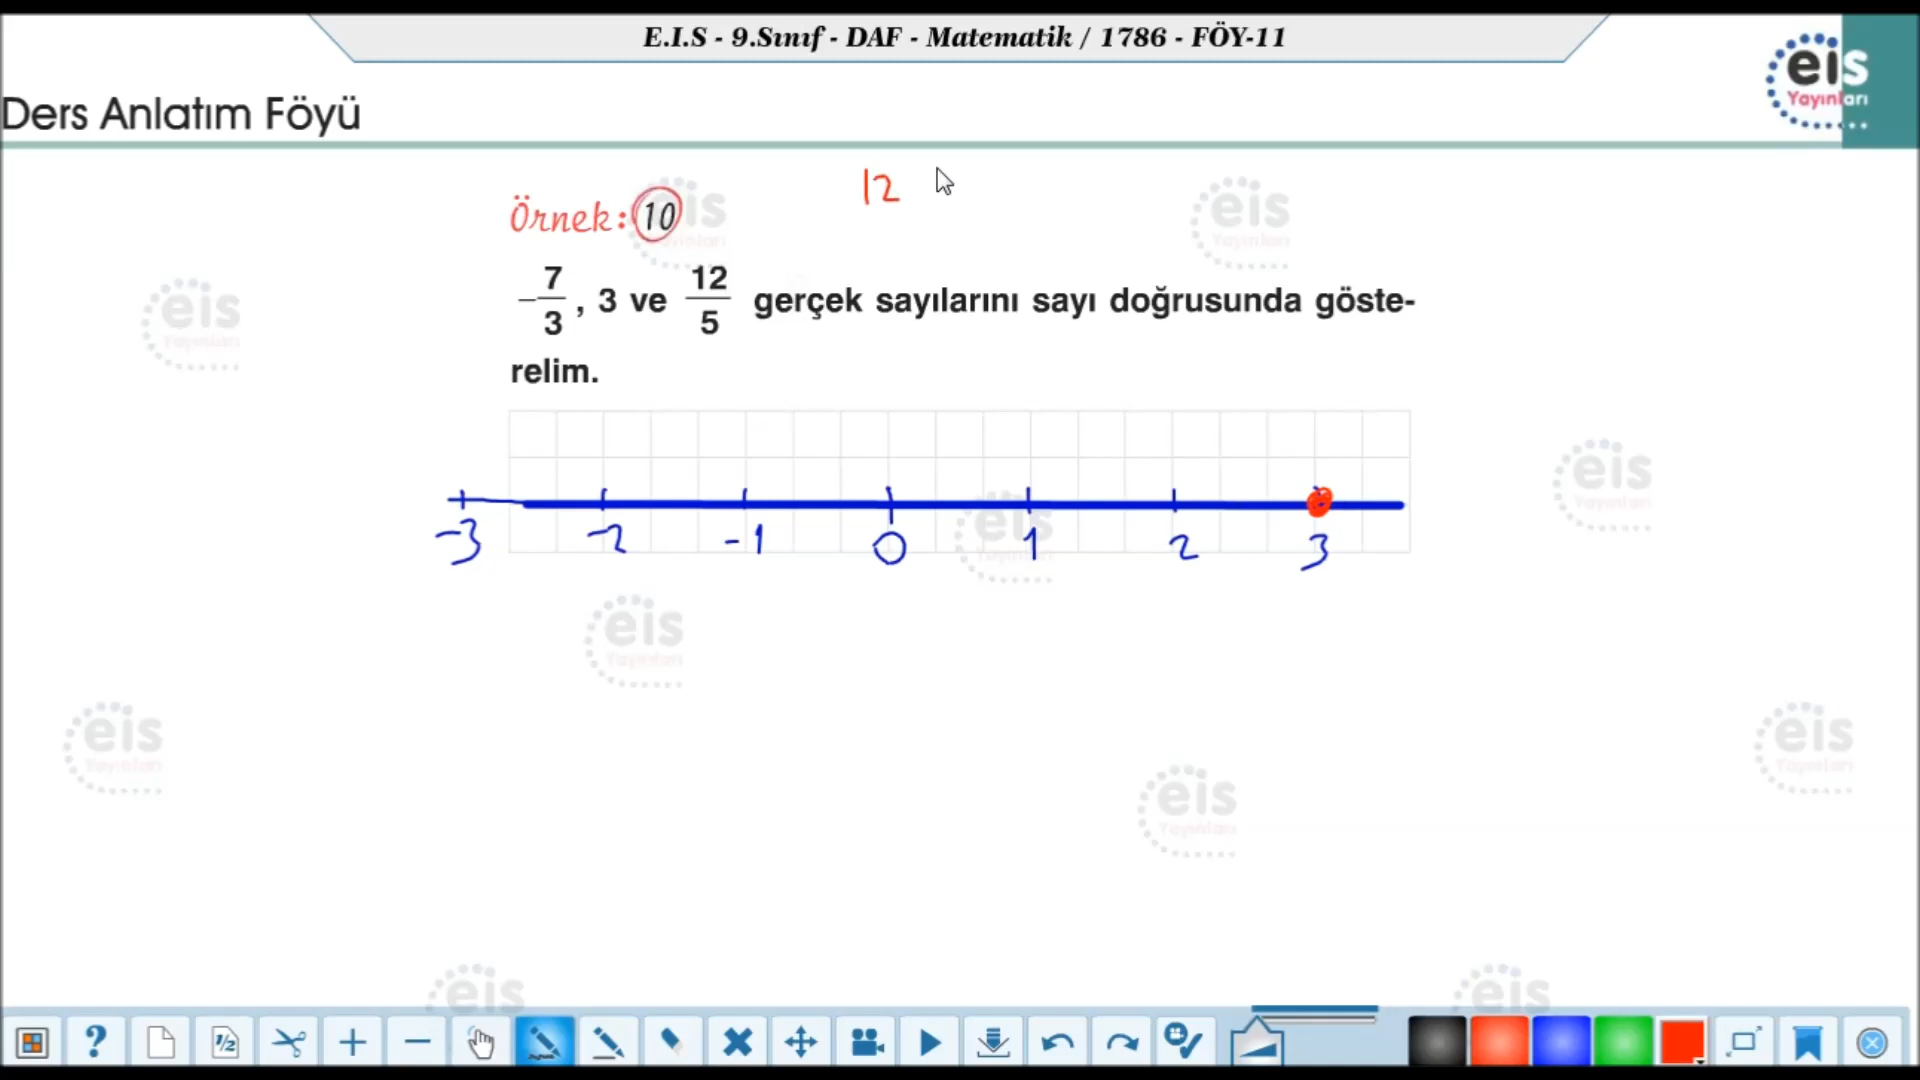 E.I.S - 9.Sınıf - DAF - Matematik / 1786 - FÖY-11
eis
Yayınları
Ders Anlatım Föyü
12
Örnek: 10
-7/3, 3 ve 12/5 gerçek sayılarını sayı doğrusunda göste-
relim.
-3 -2 -1 0 1 2 3